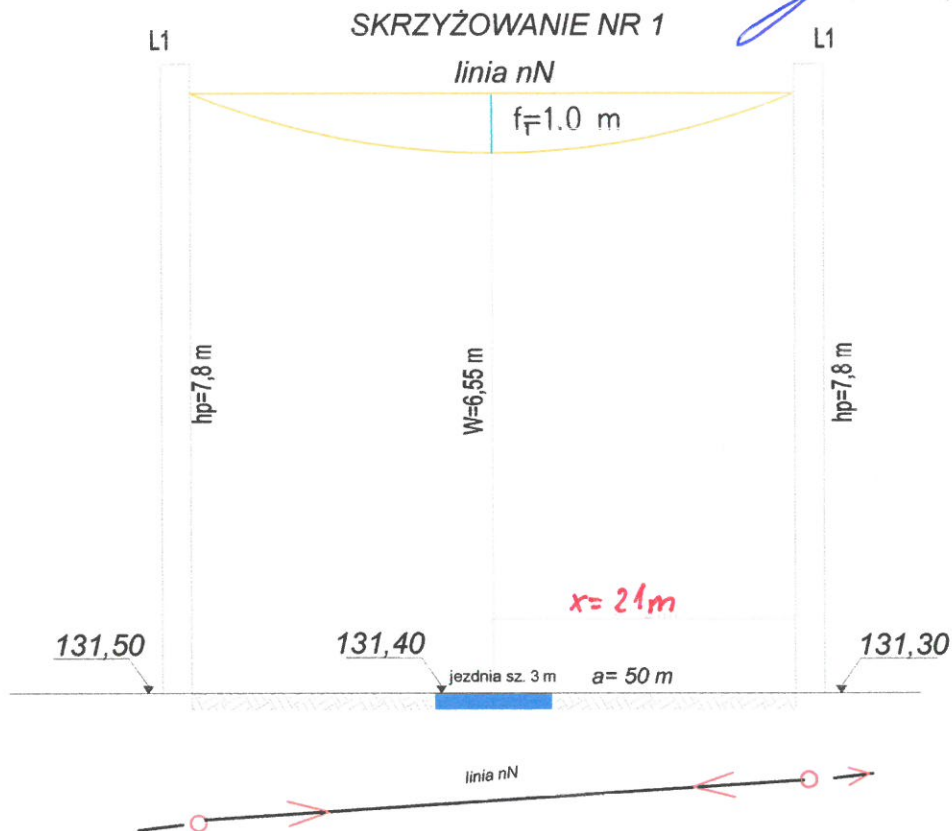 SKRZYŻOWANIE NR 1
L1
L1
linia nN
f=1.0 m
hp=7,8 m
W=6,55 m
hp=7,8 m
x= 21m
131,50
131,40
131,30
jezdnia sz. 3 m
a= 50 m
linia nN